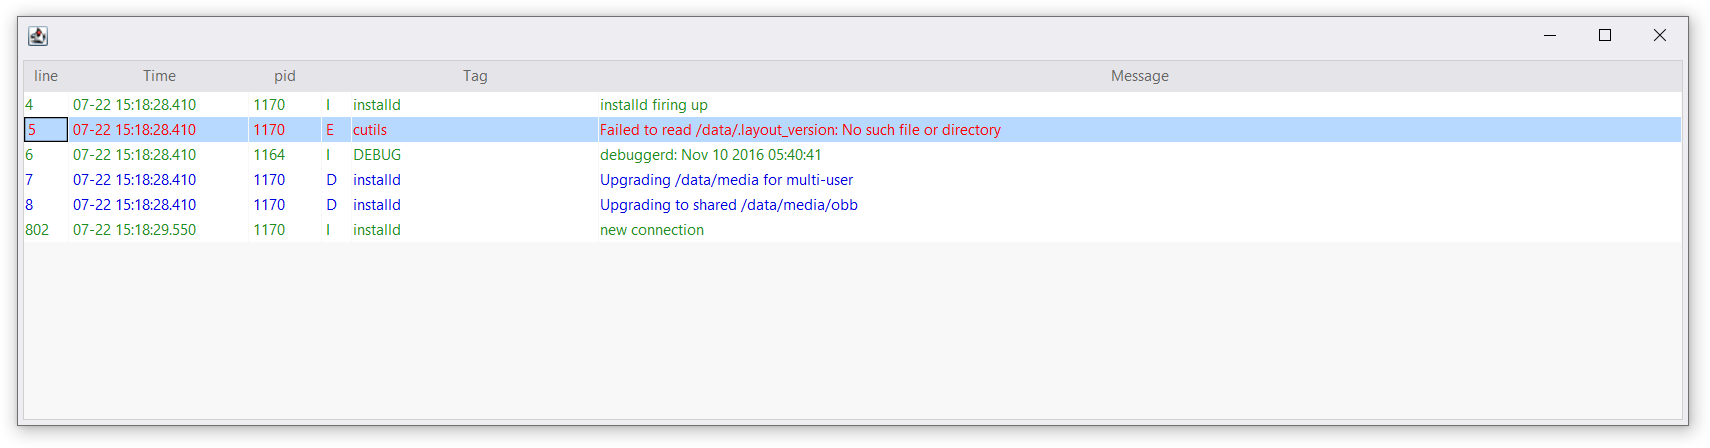 line Time pid Tag Message
4 07-22 15:18:28.410 1170 I installd installd firing up
5 07-22 15:18:28.410 1170 E cutils Failed to read /data/.layout_version: No such file or directory
6 07-22 15:18:28.410 1164 I DEBUG debuggerd: Nov 10 2016 05:40:41
7 07-22 15:18:28.410 1170 D installd Upgrading /data/media for multi-user
8 07-22 15:18:28.410 1170 D installd Upgrading to shared /data/media/obb
802 07-22 15:18:29.550 1170 I installd new connection